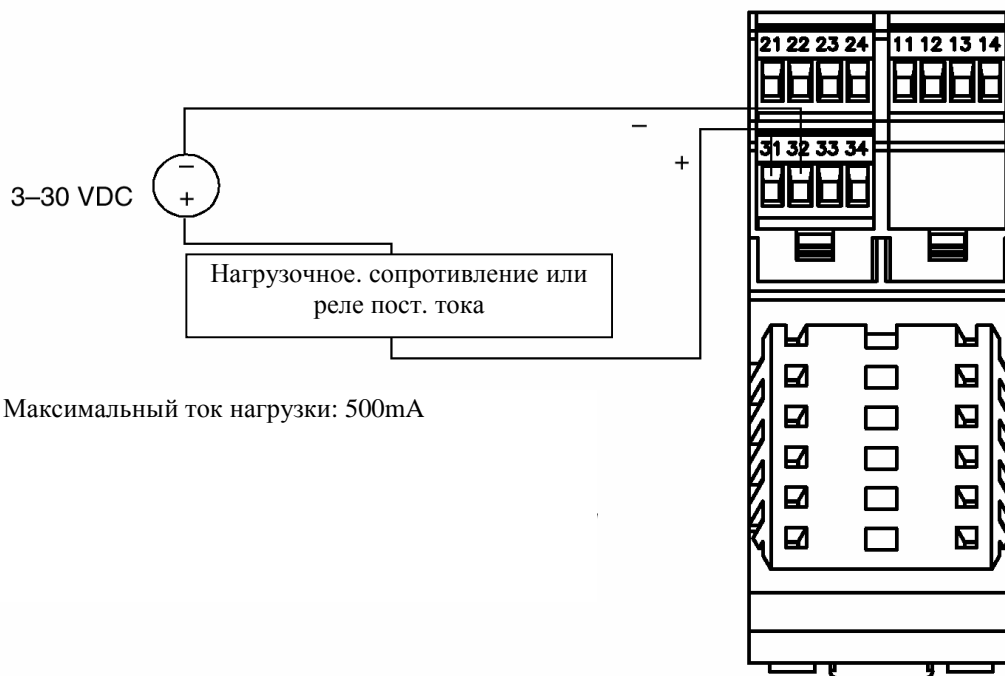 21 22 23 24 11 12 13 14
−
+
31 32 33 34
−
+
3–30 VDC
Нагрузочное. сопротивление или
реле пост. тока
Максимальный ток нагрузки: 500mA